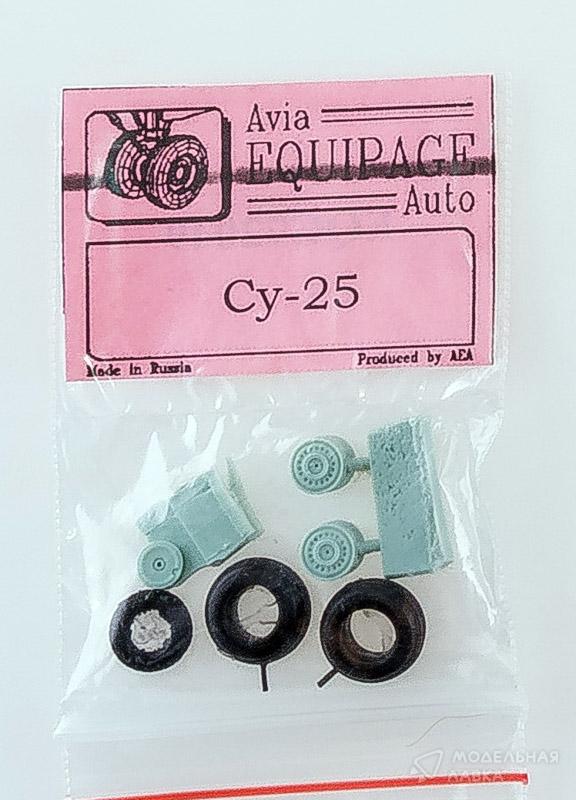 Avia
EQUIPAGE
Auto
Су-25
Made in Russia
Produced by AEA
МОДЕЛЬНАЯ
ЛАВКА